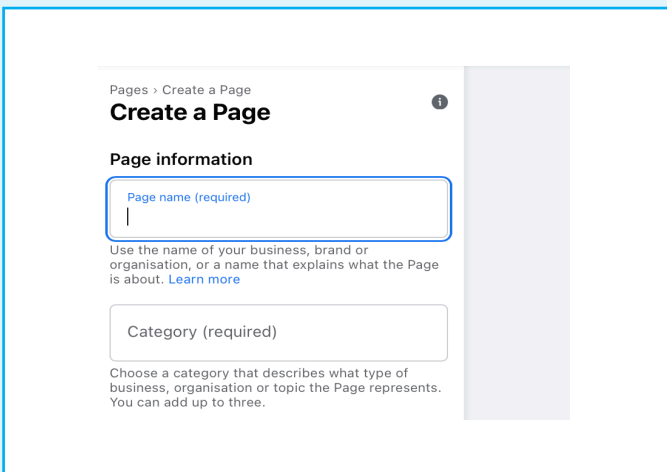 Pages › Create a Page
Create a Page
Page information
Page name (required)
Use the name of your business, brand or
organisation, or a name that explains what the Page
is about. Learn more
Category (required)
Choose a category that describes what type of
business, organisation or topic the Page represents.
You can add up to three.